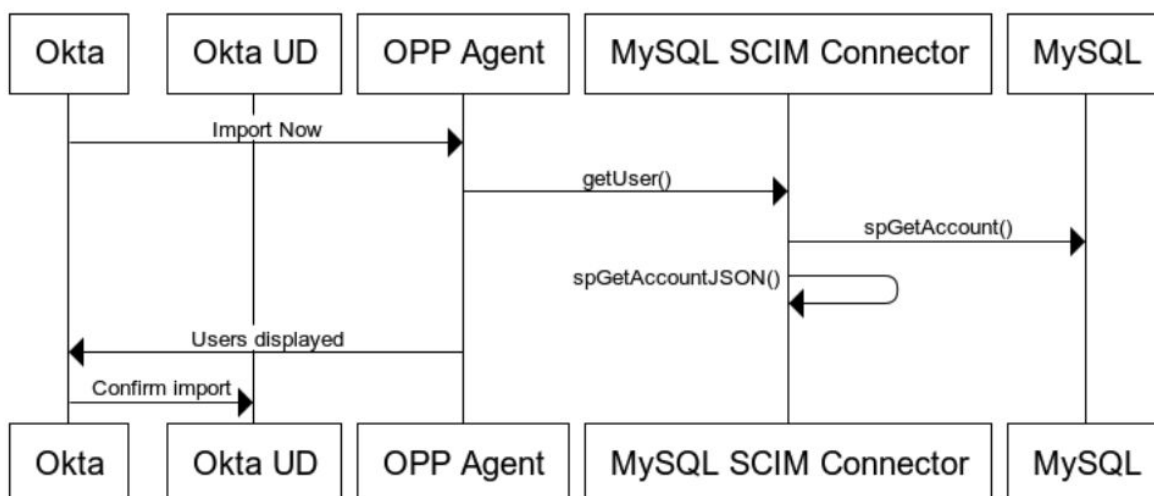 Okta
Okta UD
OPP Agent
MySQL SCIM Connector
MySQL
Import Now
getUser()
spGetAccount()
spGetAccountJSON()
Users displayed
Confirm import
Okta
Okta UD
OPP Agent
MySQL SCIM Connector
MySQL